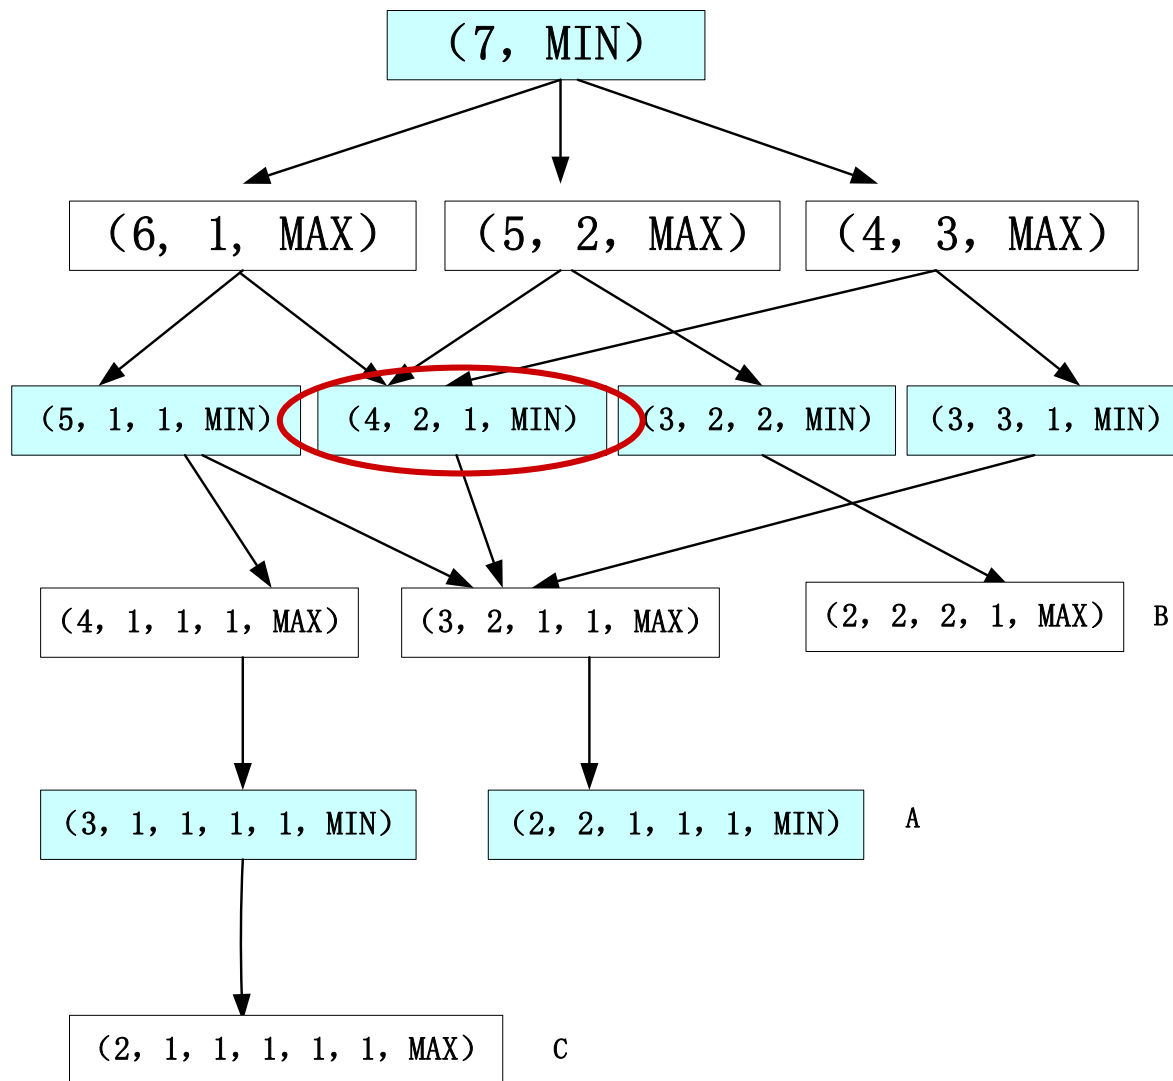 （7, MIN）
（6, 1, MAX）
（5, 2, MAX）
（4, 3, MAX）
（5, 1, 1, MIN）
（4, 2, 1, MIN）
（3, 2, 2, MIN）
（3, 3, 1, MIN）
（4, 1, 1, 1, MAX）
（3, 2, 1, 1, MAX）
（2, 2, 2, 1, MAX）
B
（3, 1, 1, 1, 1, MIN）
（2, 2, 1, 1, 1, MIN）
A
（2, 1, 1, 1, 1, 1, MAX）
C